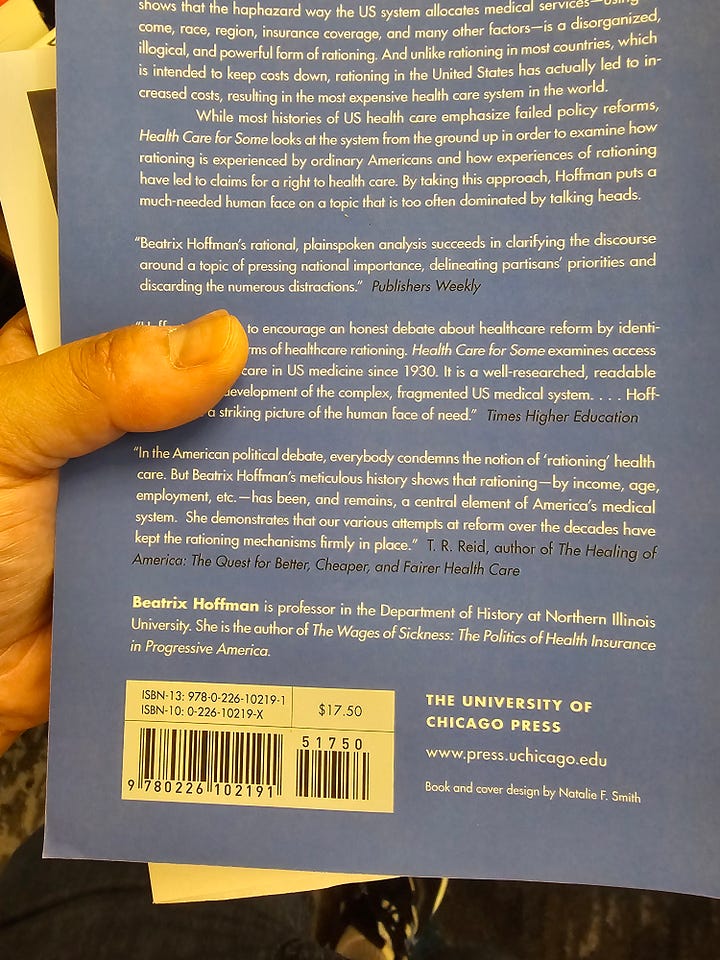 shows that the haphazard way the US system allocates medical services—using
come, race, region, insurance coverage, and many other factors—is a disorganized,
illogical, and powerful form of rationing. And unlike rationing in most countries, which
is intended to keep costs down, rationing in the United States has actually led to in-
creased costs, resulting in the most expensive health care system in the world.
While most histories of US health care emphasize failed policy reforms,
Health Care for Some looks at the system from the ground up in order to examine how
rationing is experienced by ordinary Americans and how experiences of rationing
have led to claims for a right to health care. By taking this approach, Hoffman puts a
much-needed human face on a topic that is too often dominated by talking heads.
“Beatrix Hoffman’s rational, plainspoken analysis succeeds in clarifying the discourse
around a topic of pressing national importance, delineating partisans’ priorities and
discarding the numerous distractions.” Publishers Weekly
to encourage an honest debate about healthcare reform by identi-
of healthcare rationing. Health Care for Some examines access
care in US medicine since 1930. It is a well-researched, readable
development of the complex, fragmented US medical system. . . . Hoff-
a striking picture of the human face of need.” Times Higher Education
“In the American political debate, everybody condemns the notion of ‘rationing’ health
care. But Beatrix Hoffman’s meticulous history shows that rationing—by income, age,
employment, etc.—has been, and remains, a central element of America’s medical
system. She demonstrates that our various attempts at reform over the decades have
kept the rationing mechanisms firmly in place.” T. R. Reid, author of The Healing of
America: The Quest for Better, Cheaper, and Fairer Health Care
Beatrix Hoffman is professor in the Department of History at Northern Illinois
University. She is the author of The Wages of Sickness: The Politics of Health Insurance
in Progressive America.
ISBN-13: 978-0-226-10219-1
ISBN-10: 0-226-10219-X
$17.50
51750
9 780226 102191
THE UNIVERSITY OF
CHICAGO PRESS
www.press.uchicago.edu
Book and cover design by Natalie F. Smith